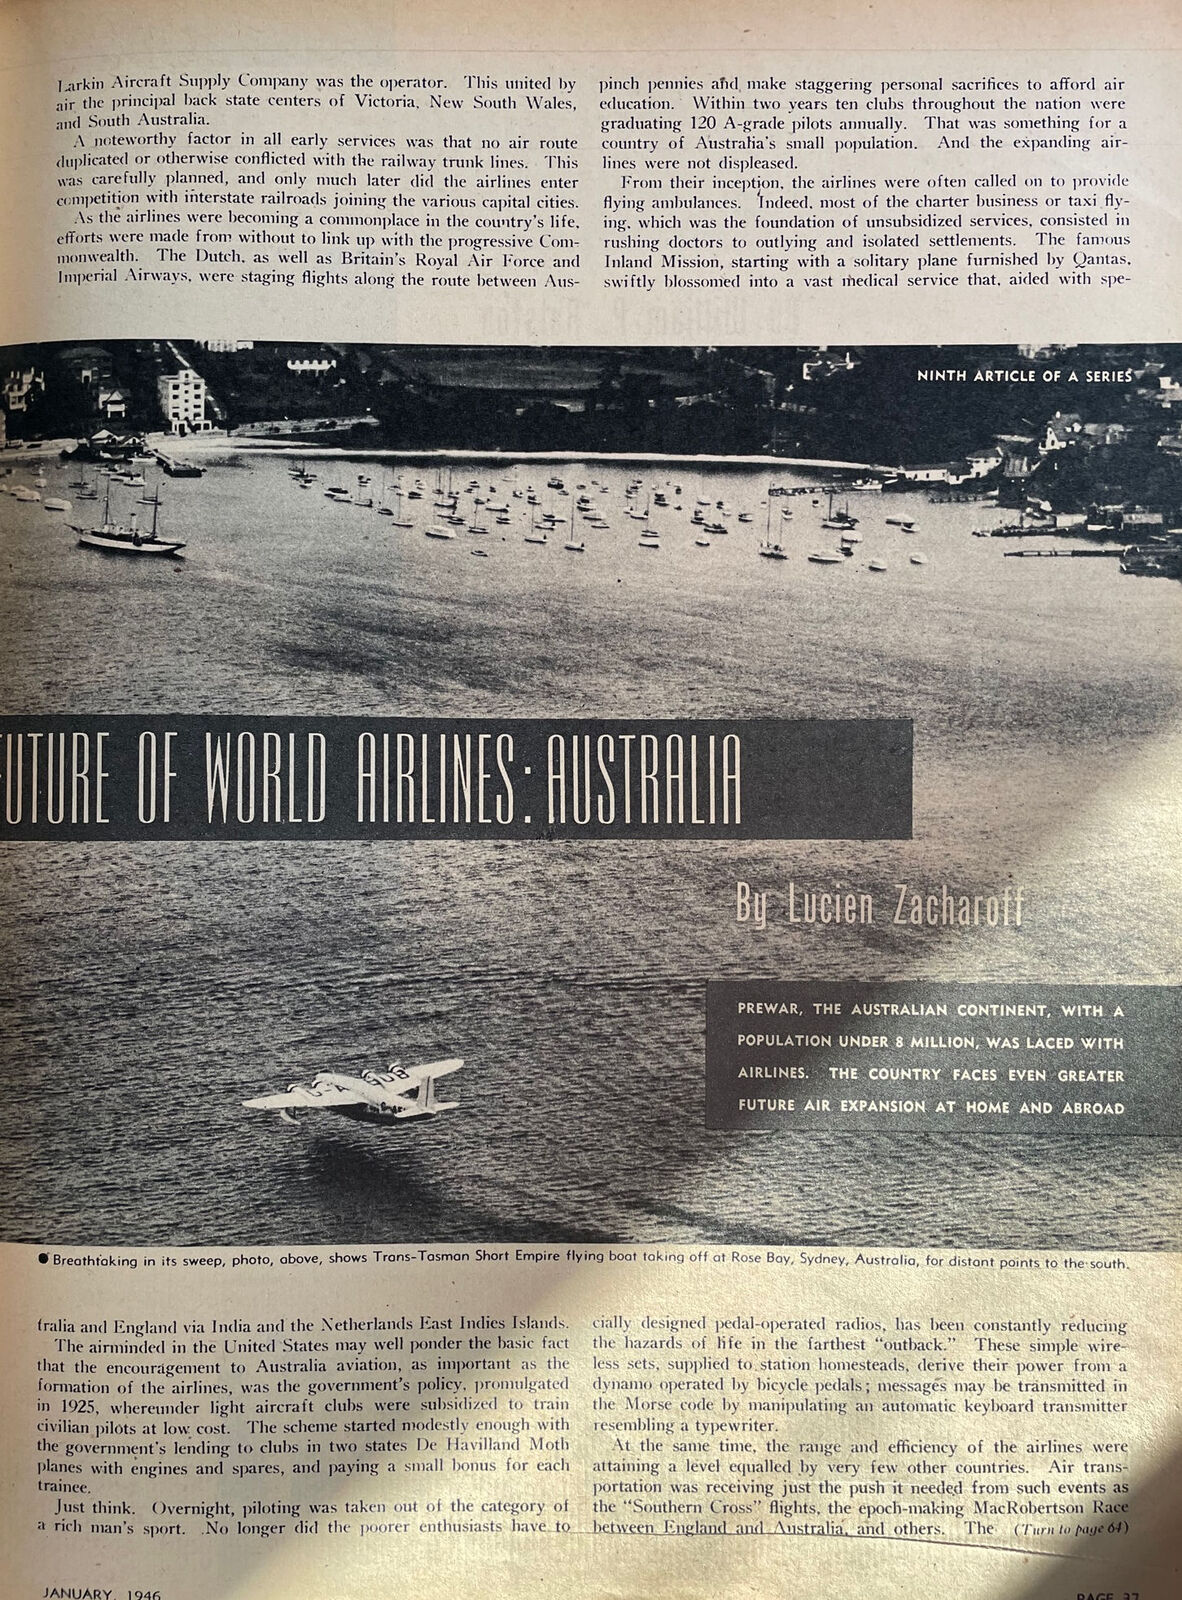 Larkin Aircraft Supply Company was the operator. This united by
air the principal back state centers of Victoria, New South Wales,
and South Australia.
A noteworthy factor in all early services was that no air route
duplicated or otherwise conflicted with the railway trunk lines. This
was carefully planned, and only much later did the airlines enter
competition with interstate railroads joining the various capital cities.
As the airlines were becoming a commonplace in the country's life,
efforts were made from without to link up with the progressive Com-
monwealth. The Dutch, as well as Britain's Royal Air Force and
Imperial Airways, were staging flights along the route between Aus-
pinch pennies and make staggering personal sacrifices to afford air
education. Within two years ten clubs throughout the nation were
graduating 120 A-grade pilots annually. That was something for a
country of Australia's small population. And the expanding air-
lines were not displeased.
From their inception, the airlines were often called on to provide
flying ambulances. Indeed, most of the charter business or taxi fly-
ing, which was the foundation of unsubsidized services, consisted in
rushing doctors to outlying and isolated settlements. The famous
Inland Mission, starting with a solitary plane furnished by Qantas,
swiftly blossomed into a vast medical service that, aided with spe-
NINTH ARTICLE OF A SERIES
FUTURE OF WORLD AIRLINES: AUSTRALIA
By Lucien Zacharoff
PREWAR, THE AUSTRALIAN CONTINENT, WITH A
POPULATION UNDER 8 MILLION, WAS LACED WITH
AIRLINES. THE COUNTRY FACES EVEN GREATER
FUTURE AIR EXPANSION AT HOME AND ABROAD
● Breathtaking in its sweep, photo, above, shows Trans-Tasman Short Empire flying boat taking off at Rose Bay, Sydney, Australia, for distant points to the south.
tralia and England via India and the Netherlands East Indies Islands.
The airminded in the United States may well ponder the basic fact
that the encouragement to Australia aviation, as important as the
formation of the airlines, was the government's policy, promulgated
in 1925, whereunder light aircraft clubs were subsidized to train
civilian pilots at low cost. The scheme started modestly enough with
the government's lending to clubs in two states De Havilland Moth
planes with engines and spares, and paying a small bonus for each
trainee.
Just think. Overnight, piloting was taken out of the category of
a rich man's sport. No longer did the poorer enthusiasts have to
cially designed pedal-operated radios, has been constantly reducing
the hazards of life in the farthest "outback." These simple wire-
less sets, supplied to station homesteads, derive their power from a
dynamo operated by bicycle pedals; messages may be transmitted in
the Morse code by manipulating an automatic keyboard transmitter
resembling a typewriter.
At the same time, the range and efficiency of the airlines were
attaining a level equalled by very few other countries. Air trans-
portation was receiving just the push it needed from such events as
the "Southern Cross" flights, the epoch-making MacRobertson Race
between England and Australia, and others. The (Turn to page 64)
JANUARY, 1946
PAGE 37